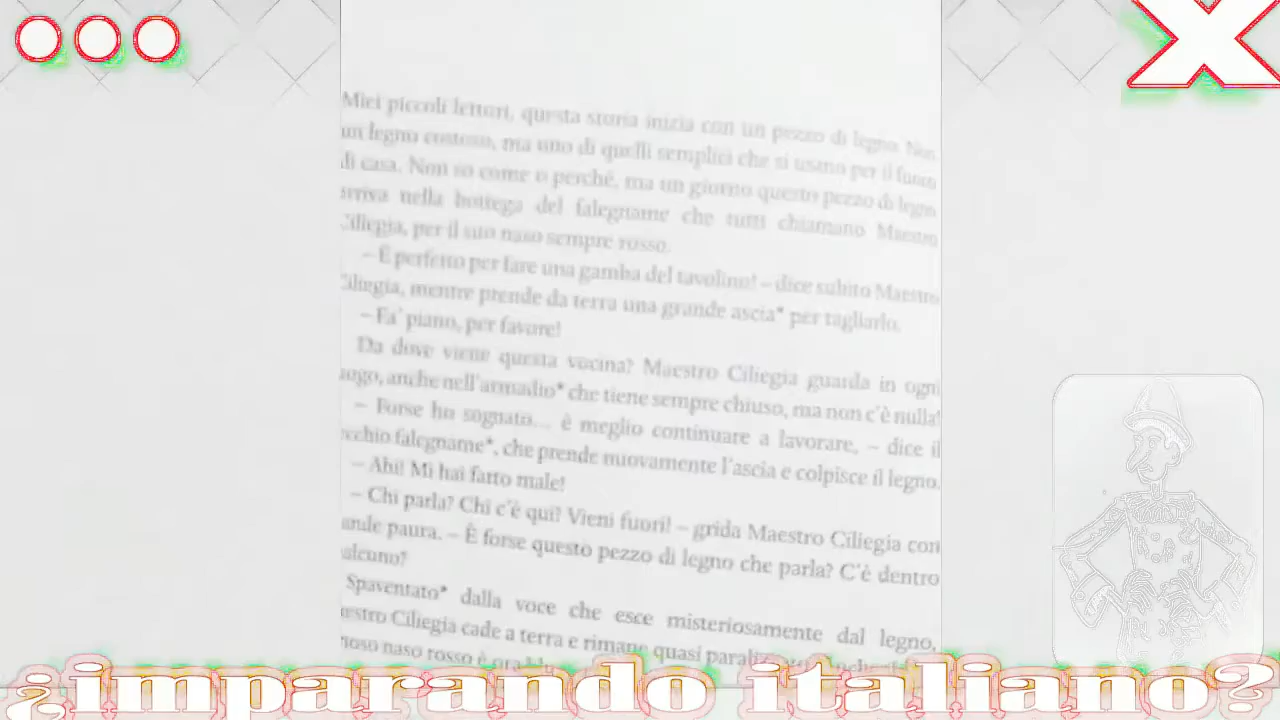 Miei piccoli lettori, questa storia inizia con un pezzo di legno. Non
un legno costoso, ma uno di quelli semplici che si usano per il fuoco
di casa. Non so come o perché, ma un giorno questo pezzo di legno
arriva nella bottega del falegname che tutti chiamano Maestro
Ciliegia, per il suo naso sempre rosso.
– È perfetto per fare una gamba del tavolino! – dice subito Maestro
Ciliegia, mentre prende da terra una grande ascia* per tagliarlo.
– Fa' piano, per favore!
Da dove viene questa vocina? Maestro Ciliegia guarda in ogni
anche nell'armadio* che tiene sempre chiuso, ma non c'è nulla!
– Forse ho sognato... è meglio continuare a lavorare, – dice il
falegname*, che prende nuovamente l'ascia e colpisce il legno.
– Ahi! Mi hai fatto male!
– Chi parla? Chi c'è qui? Vieni fuori! – grida Maestro Ciliegia con
paura. – È forse questo pezzo di legno che parla? C'è dentro
qualcuno?
Spaventato* dalla voce che esce misteriosamente dal legno,
Maestro Ciliegia cade a terra e rimane quasi
naso rosso è
¿imparando italiano?
X